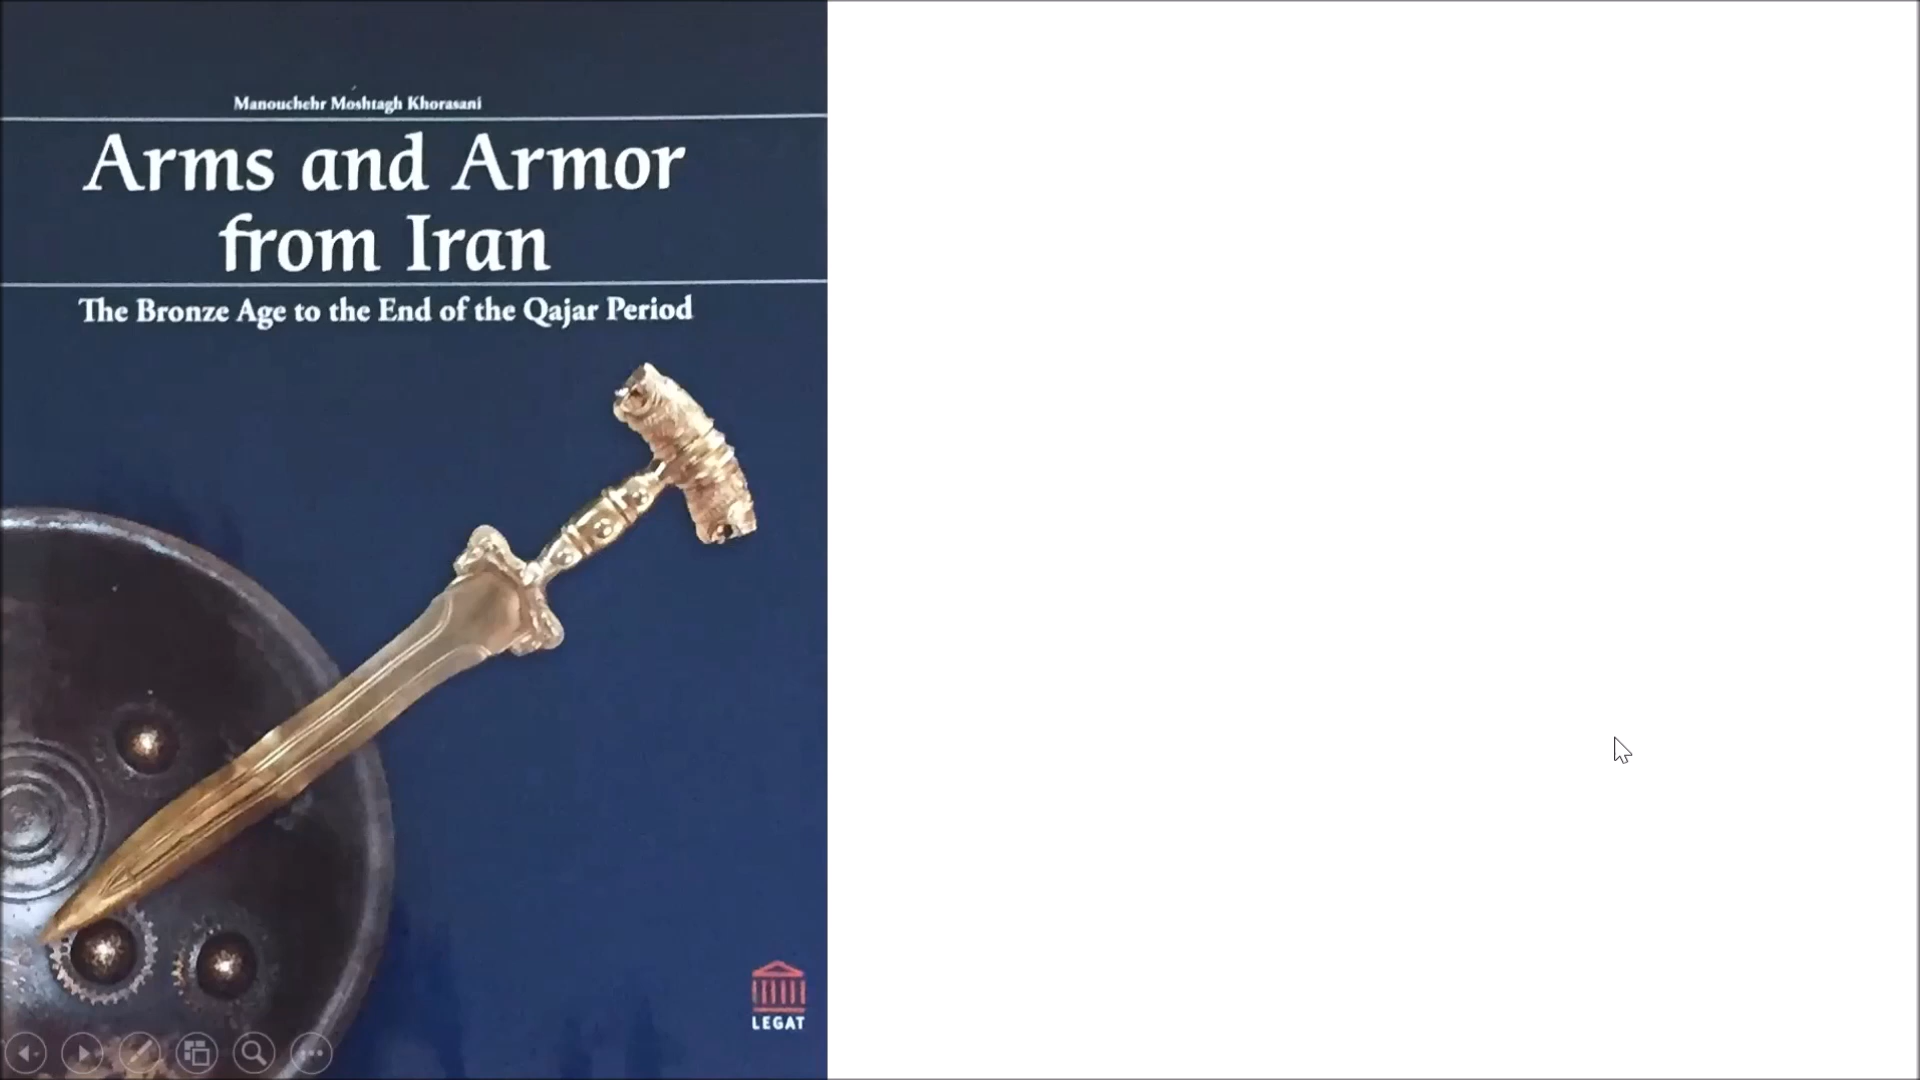 Manouchehr Moshtagh Khorasani
Arms and Armor
from Iran
The Bronze Age to the End of the Qajar Period
LEGAT